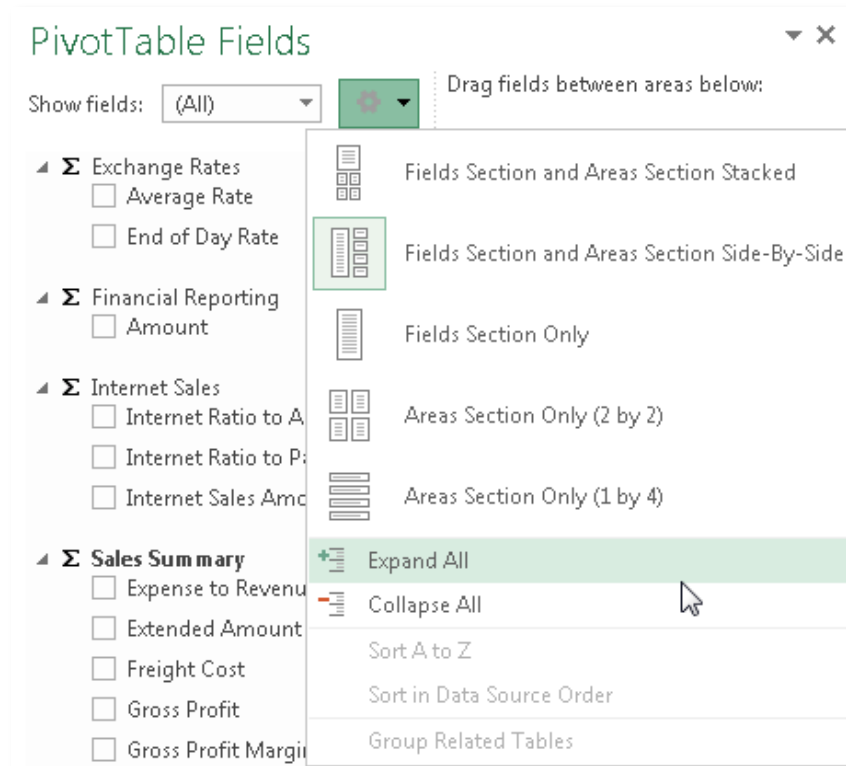 PivotTable Fields
Show fields: (All)
Drag fields between areas below:
Σ Exchange Rates
Average Rate
End of Day Rate
Σ Financial Reporting
Amount
Σ Internet Sales
Internet Ratio to A
Internet Ratio to P
Internet Sales Amo
Σ Sales Summary
Expense to Revenu
Extended Amount
Freight Cost
Gross Profit
Gross Profit Margi
Fields Section and Areas Section Stacked
Fields Section and Areas Section Side-By-Side
Fields Section Only
Areas Section Only (2 by 2)
Areas Section Only (1 by 4)
Expand All
Collapse All
Sort A to Z
Sort in Data Source Order
Group Related Tables